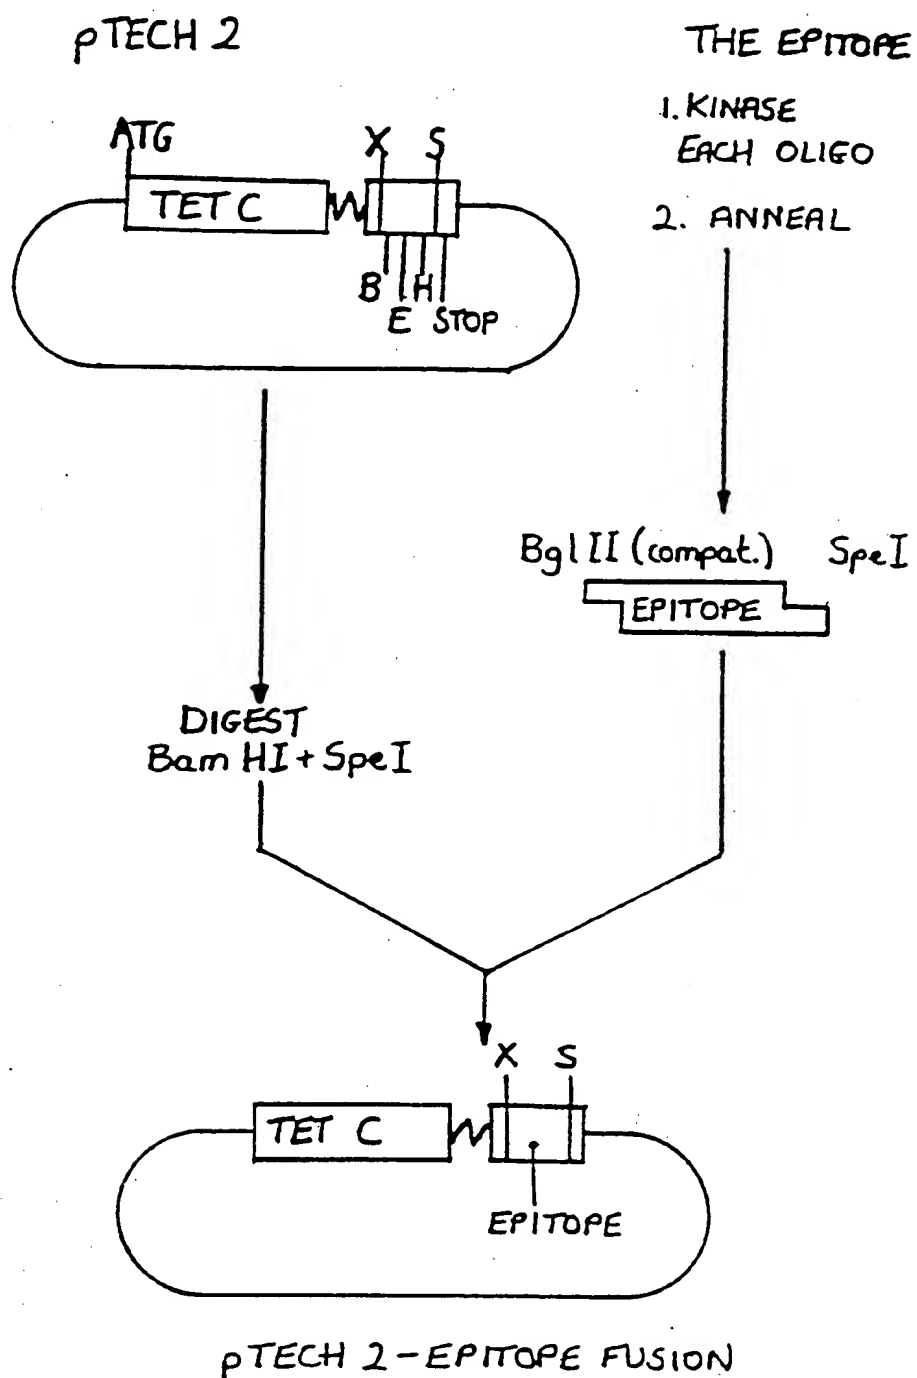 pTECH 2
THE EPITOPE
1. KINASE
EACH OLIGO
2. ANNEAL
ATG
X S
TET C
B H
E STOP
BglII (compat.) SpeI
EPITOPE
DIGEST
Bam HI + SpeI
X S
TET C
EPITOPE
pTECH 2 - EPITOPE FUSION